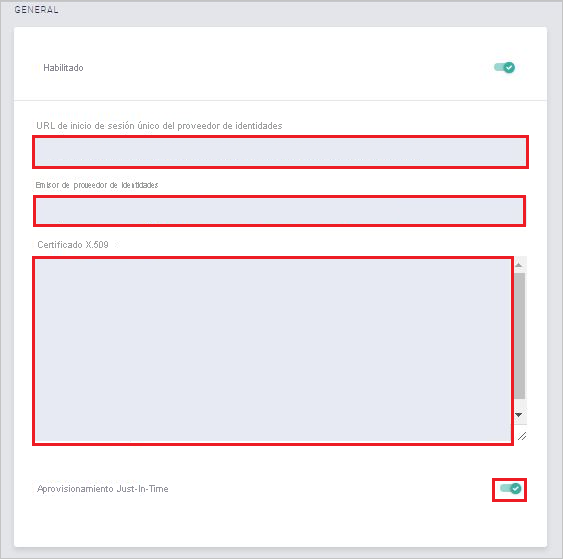 GENERAL
Habilitado
URL de inicio de sesión único del proveedor de identidades
Emisor de proveedor de identidades
Certificado X.509
Aprovisionamiento Just-In-Time